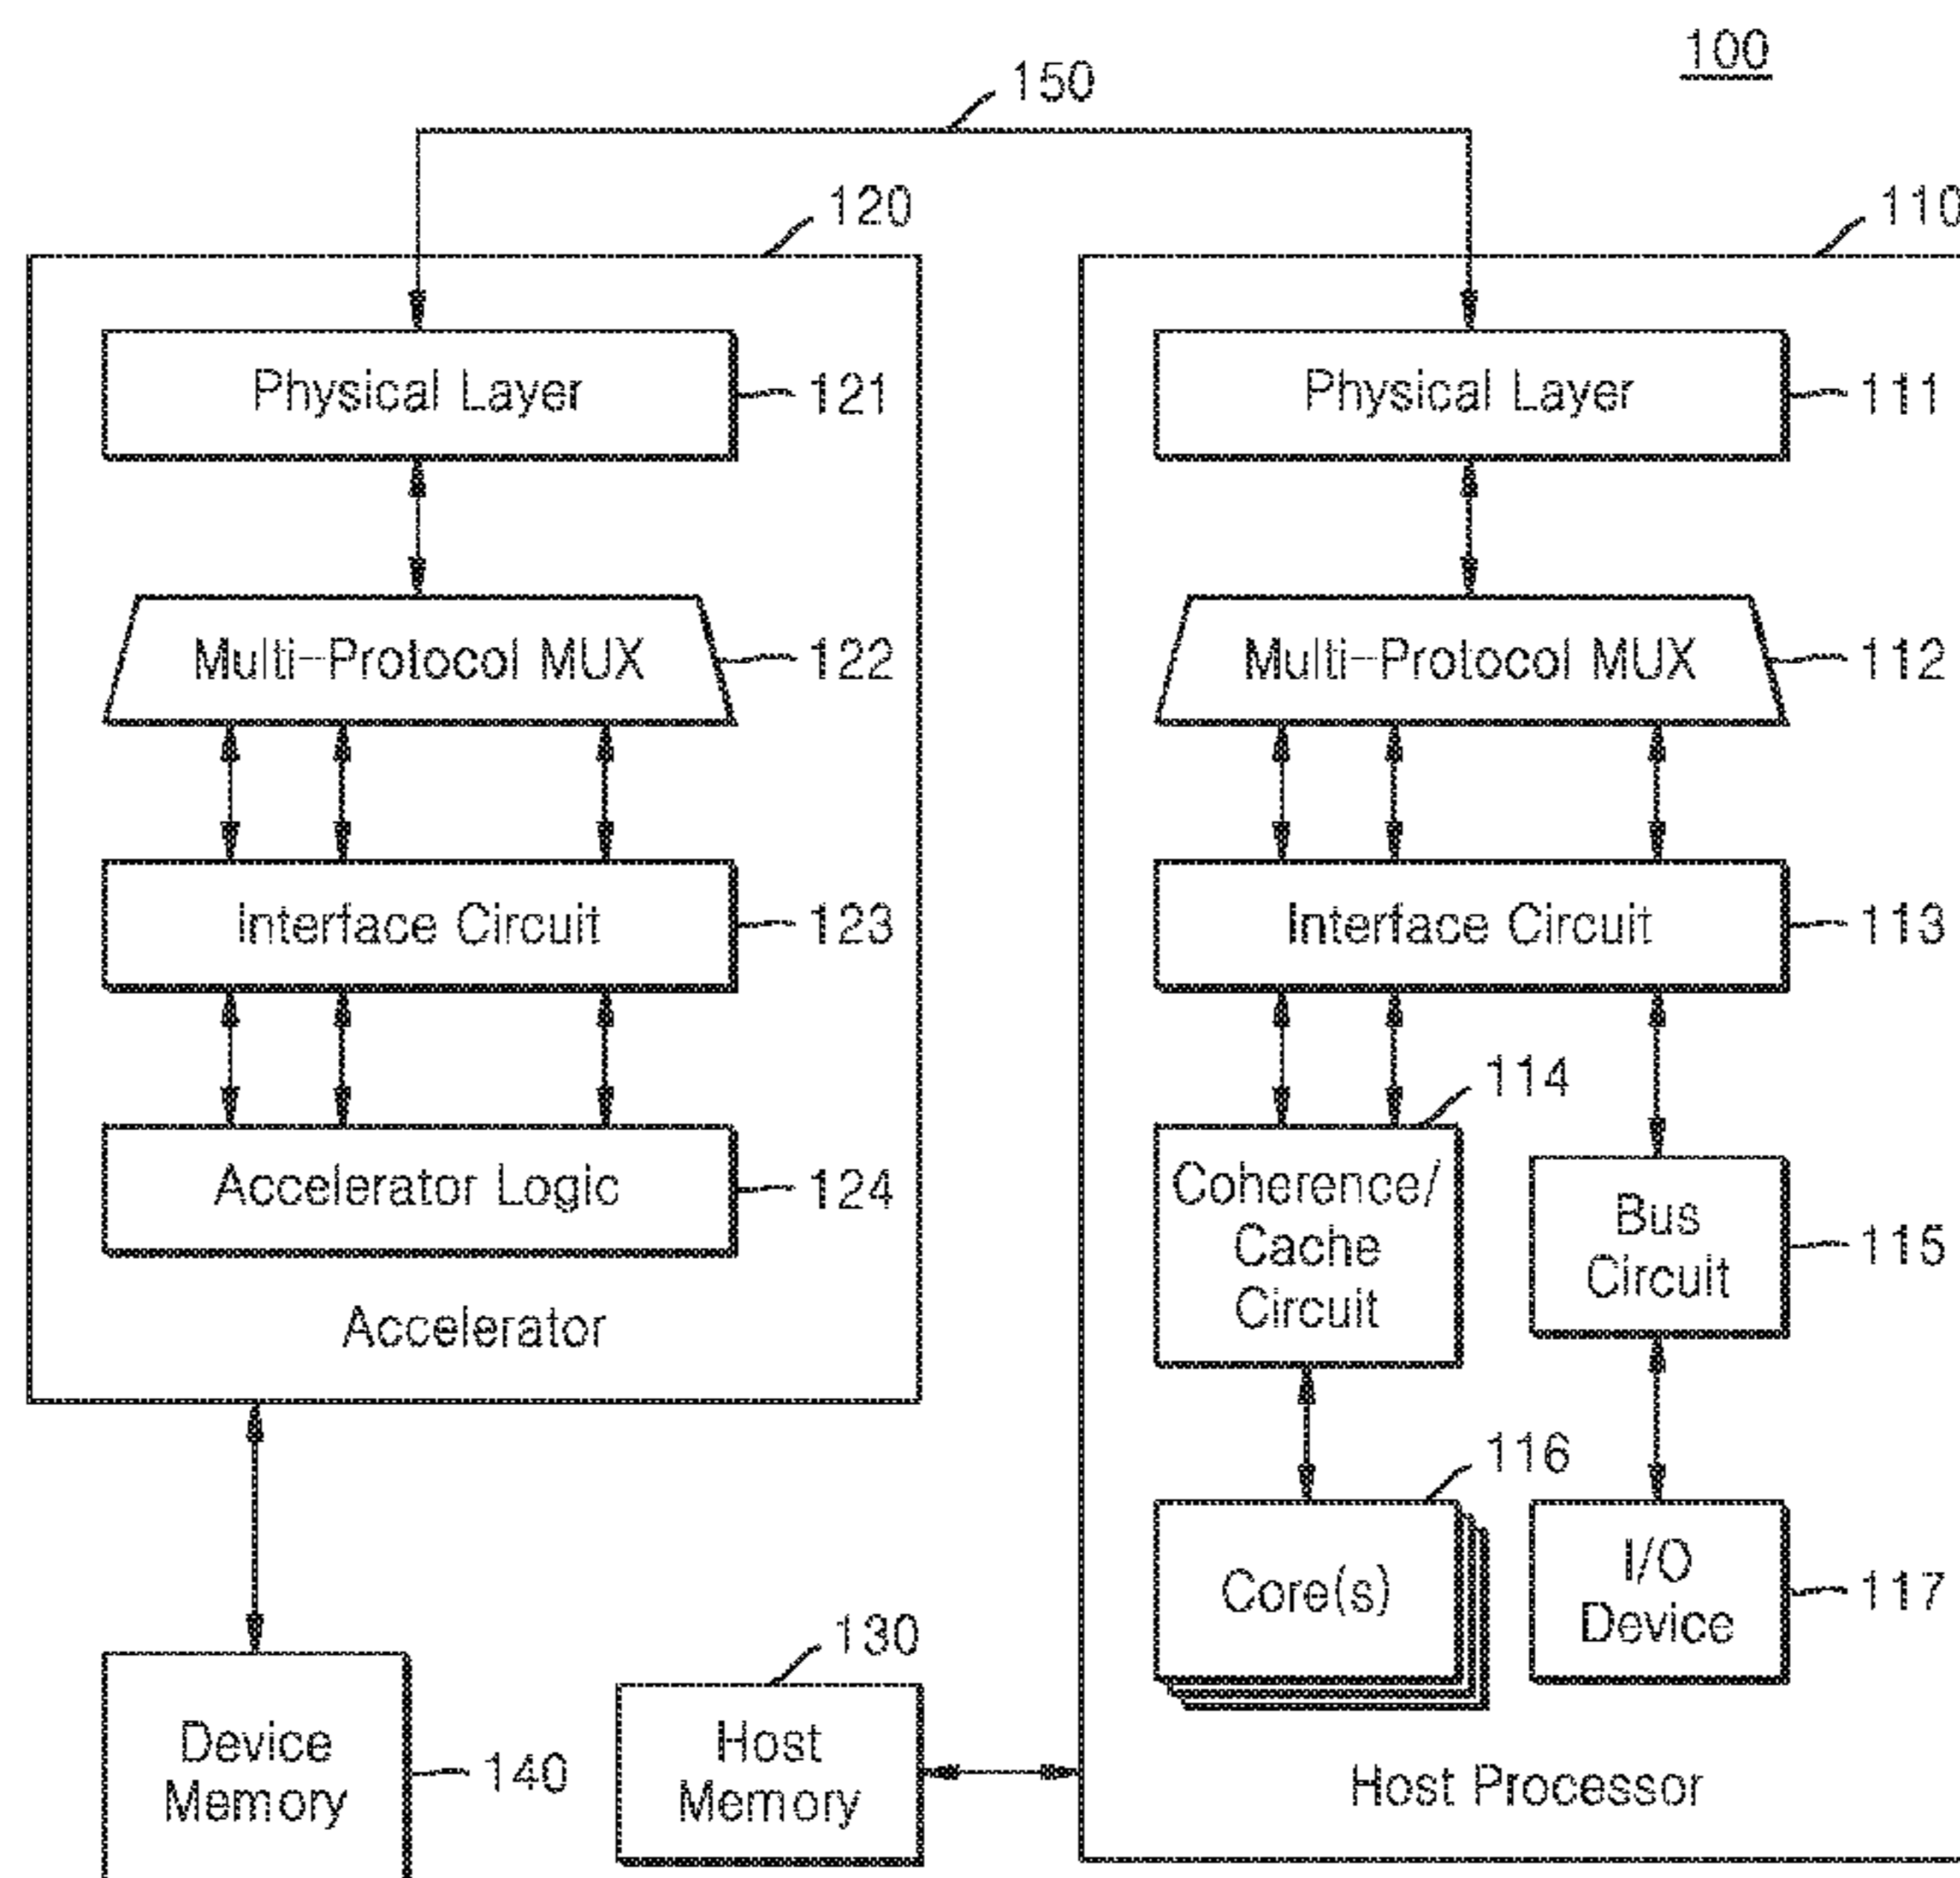 100
150
120
110
Physical Layer
121
Physical Layer
111
Multi-Protocol MUX
122
Multi-Protocol MUX
112
Interface Circuit
123
Interface Circuit
113
Accelerator Logic
124
Accelerator
114
Coherence/
Cache
Circuit
Bus
Circuit
115
116
Core(s)
I/O
Device
117
Device
Memory
140
130
Host
Memory
Host Processor